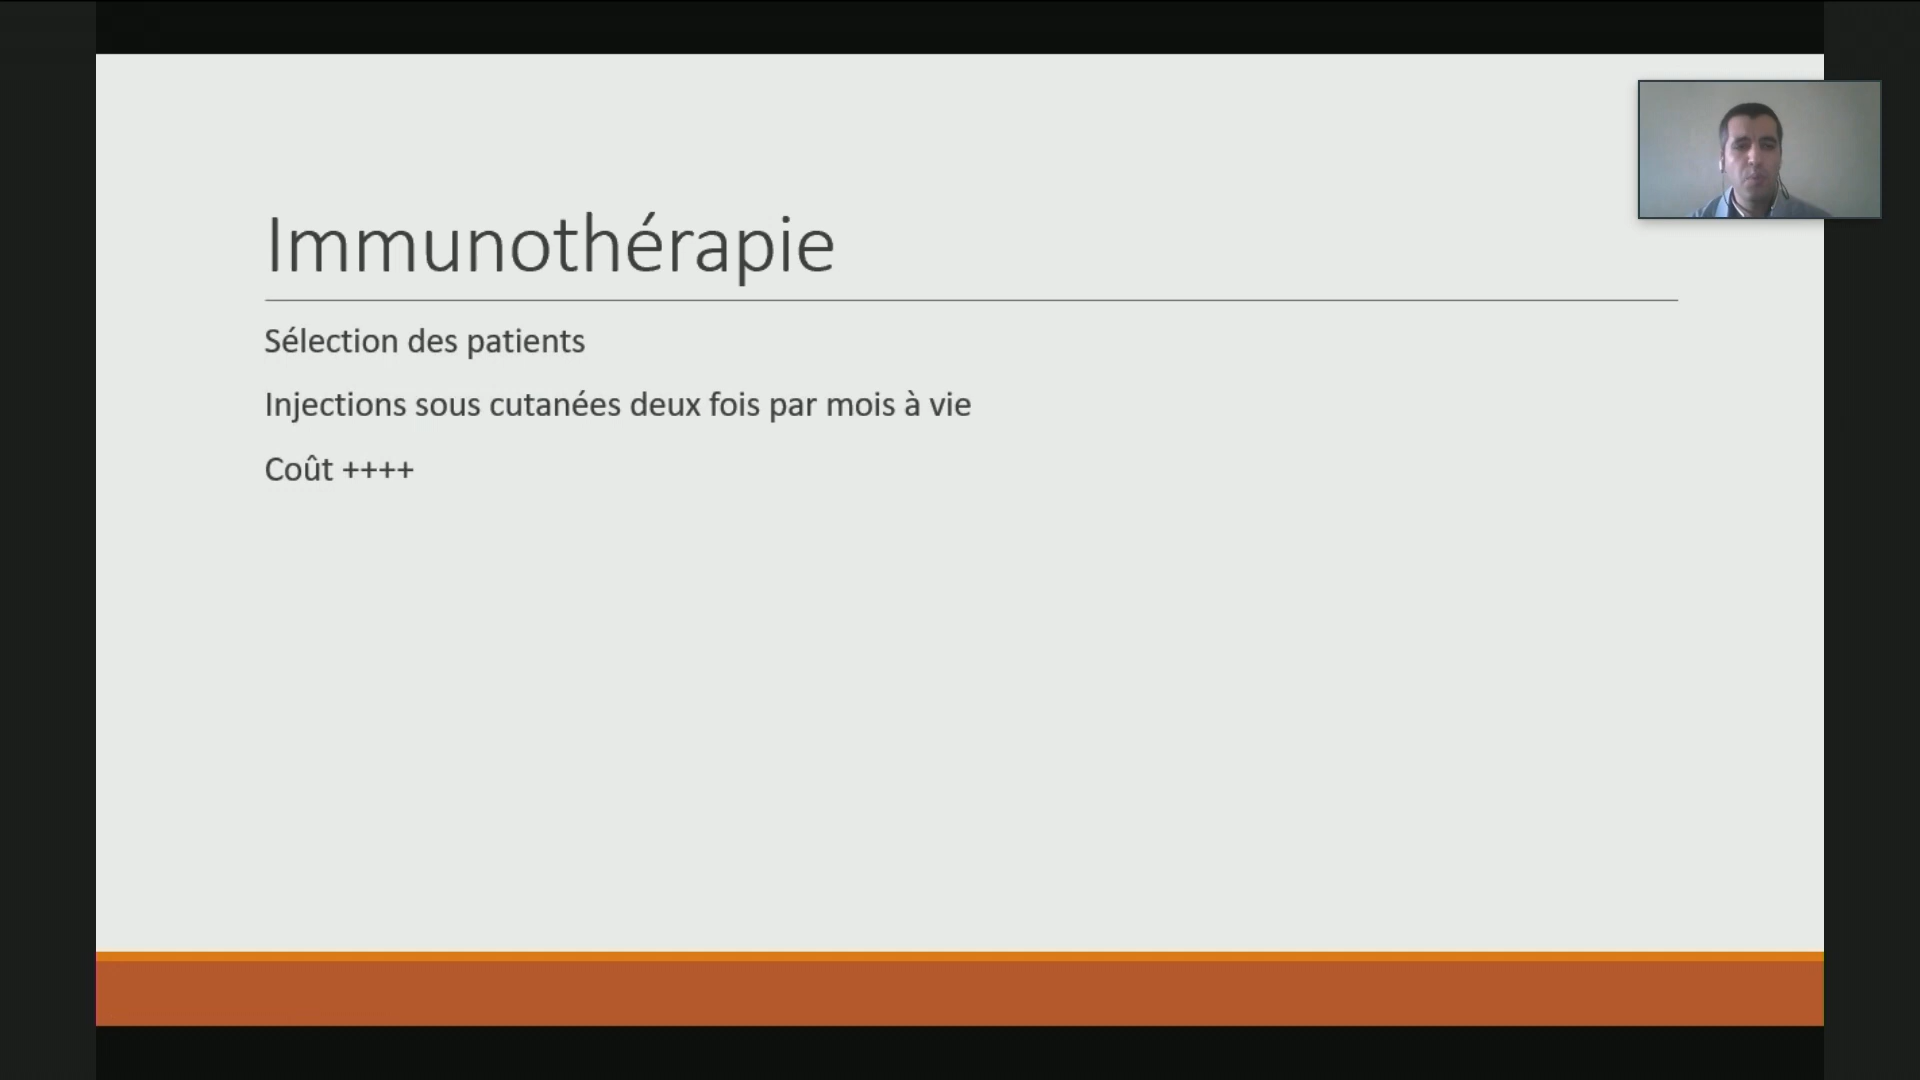 Immunothérapie
Sélection des patients
Injections sous cutanées deux fois par mois à vie
Coût ++++